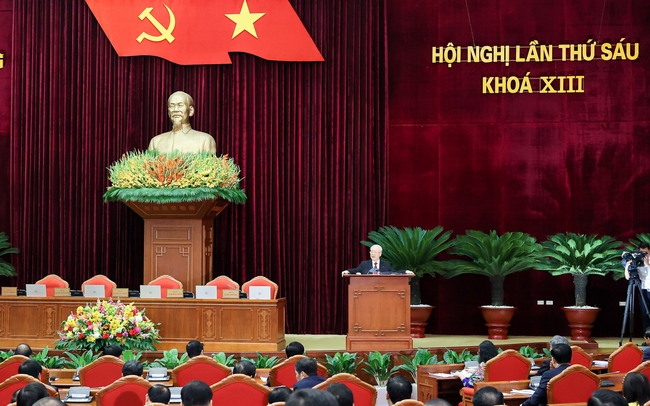 HỘI NGHỊ LẦN THỨ SÁU
KHOÁ XIII